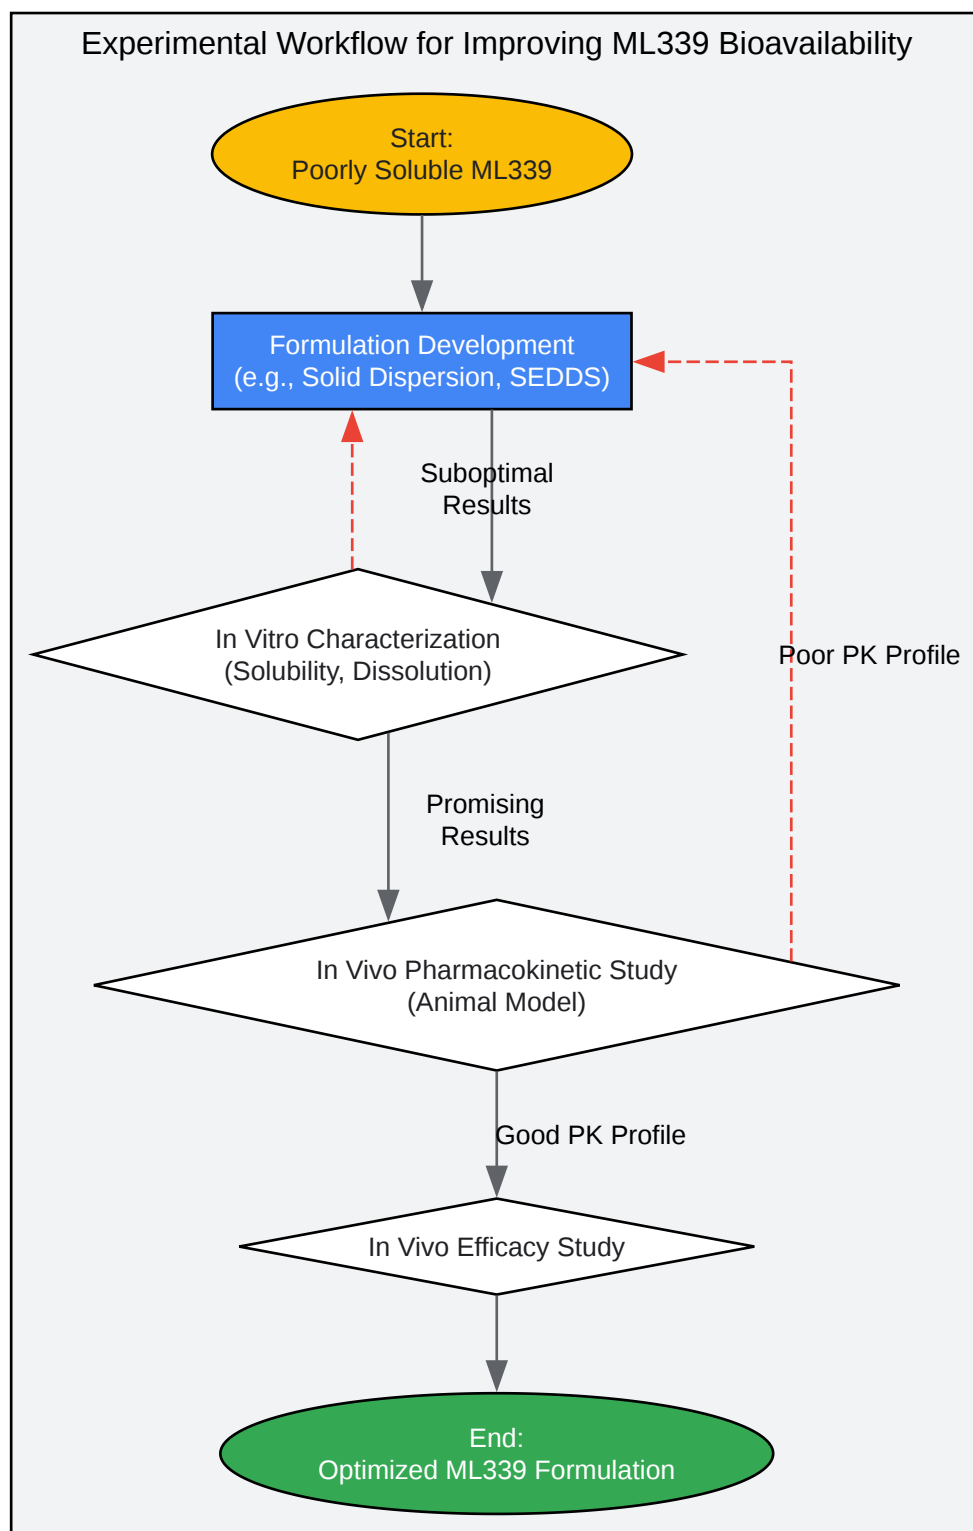 Experimental Workflow for Improving ML339 Bioavailability
Start:
Poorly Soluble ML339
Formulation Development
(e.g., Solid Dispersion, SEDDS)
Suboptimal
Results
In Vitro Characterization
(Solubility, Dissolution)
Poor PK Profile
Promising
Results
In Vivo Pharmacokinetic Study
(Animal Model)
Good PK Profile
In Vivo Efficacy Study
End:
Optimized ML339 Formulation